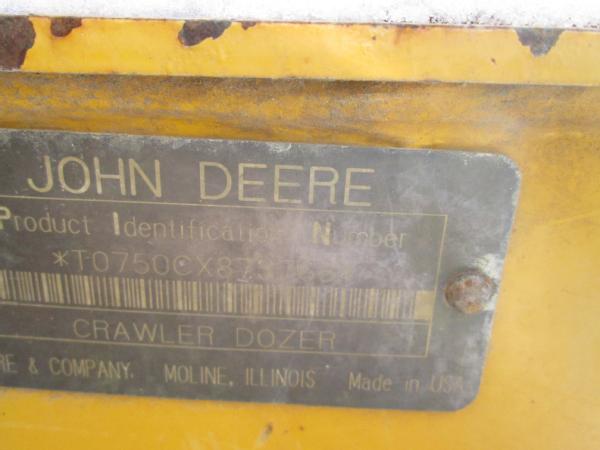 JOHN DEERE
Product Identification Number
CRAWLER DOZER
& COMPANY. MOLINE, ILLINOIS Made in USA